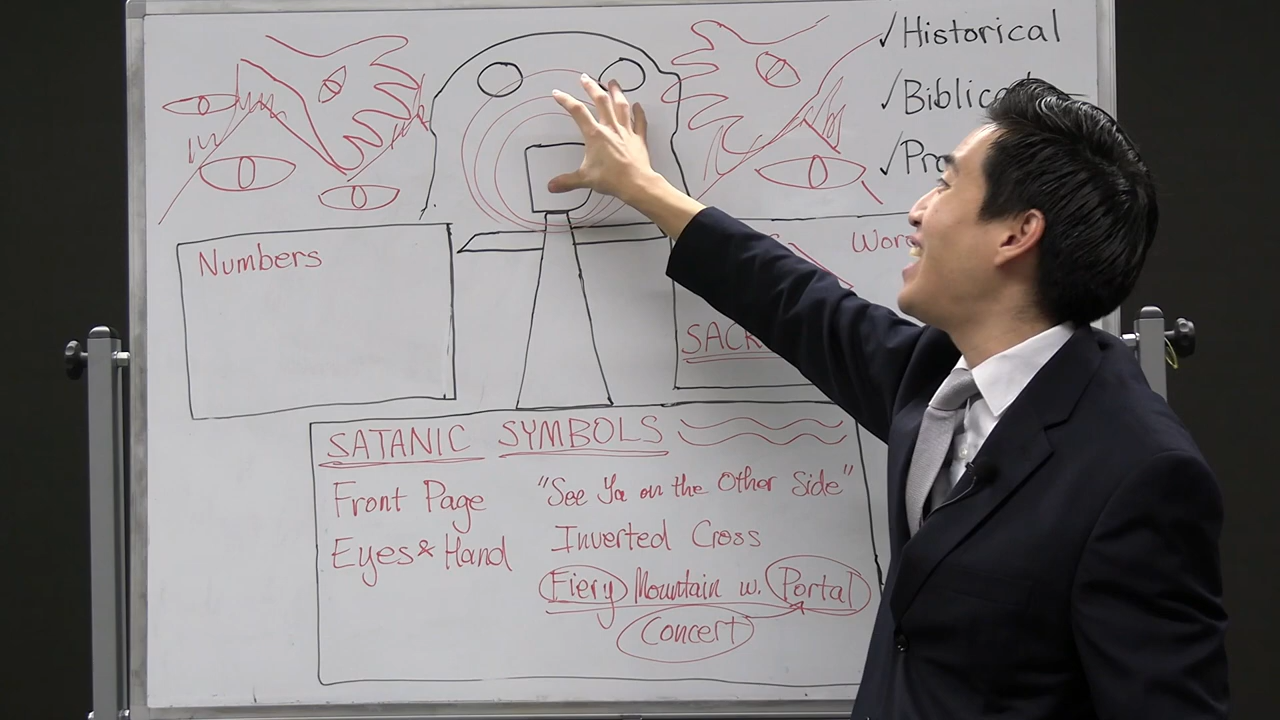 ✓Historical
✓Biblical
Numbers
SATANIC SYMBOLS
Front Page
Eyes & Hand
"See Ya on the Other Side"
Inverted Cross
Fiery Mountain w. Portal
Concert